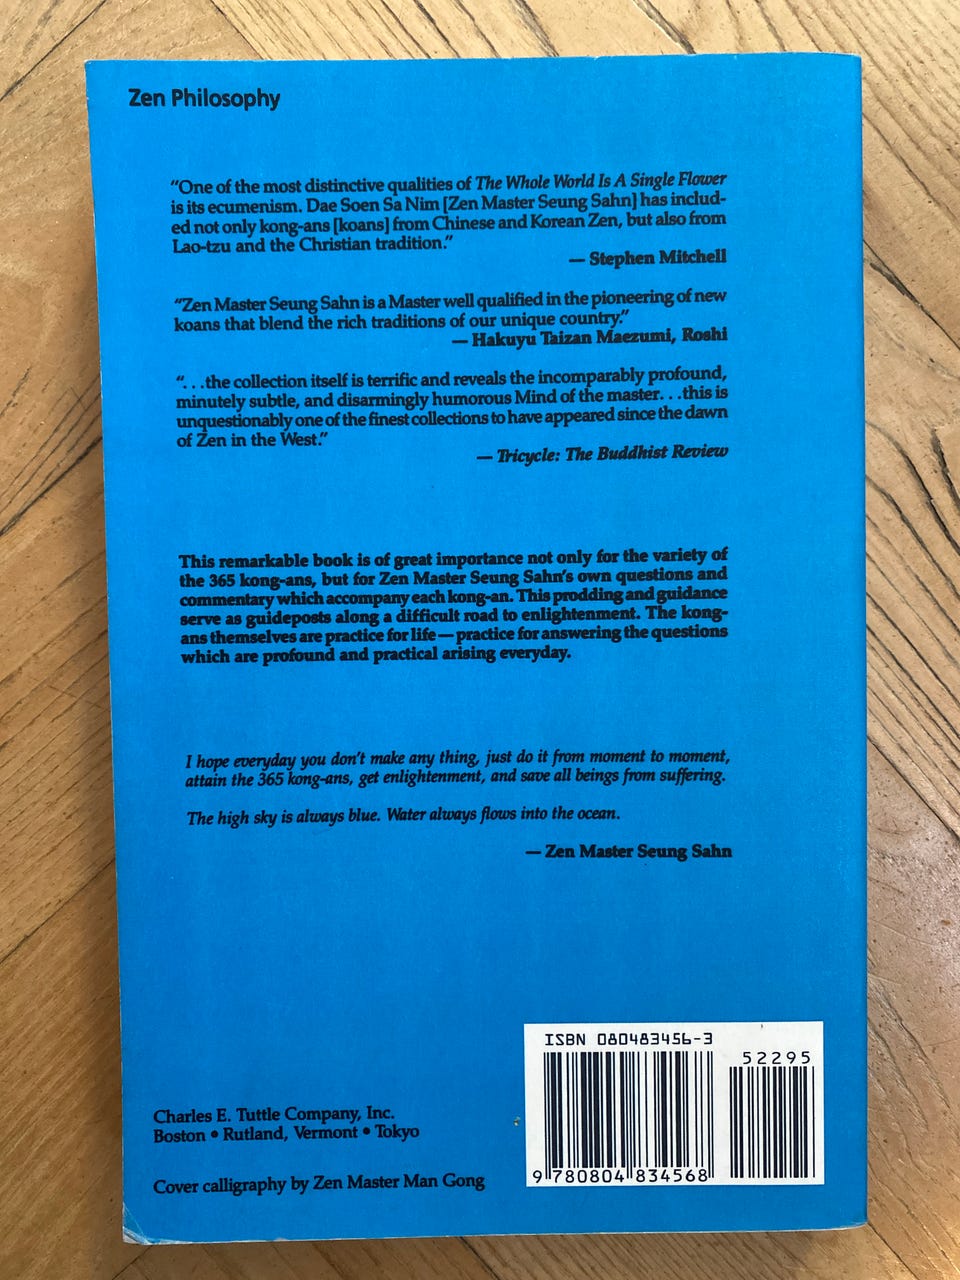 Zen Philosophy
“One of the most distinctive qualities of The Whole World Is A Single Flower
is its ecumenism. Dae Soen Sa Nim [Zen Master Seung Sahn] has includ-
ed not only kong-ans [koans] from Chinese and Korean Zen, but also from
Lao-tzu and the Christian tradition.”
— Stephen Mitchell
“Zen Master Seung Sahn is a Master well qualified in the pioneering of new
koans that blend the rich traditions of our unique country.”
— Hakuyu Taizan Maezumi, Roshi
“. . .the collection itself is terrific and reveals the incomparably profound,
minutely subtle, and disarmingly humorous Mind of the master. . .this is
unquestionably one of the finest collections to have appeared since the dawn
of Zen in the West.”
— Tricycle: The Buddhist Review
This remarkable book is of great importance not only for the variety of
the 365 kong-ans, but for Zen Master Seung Sahn’s own questions and
commentary which accompany each kong-an. This prodding and guidance
serve as guideposts along a difficult road to enlightenment. The kong-
ans themselves are practice for life — practice for answering the questions
which are profound and practical arising everyday.
I hope everyday you don’t make any thing, just do it from moment to moment,
attain the 365 kong-ans, get enlightenment, and save all beings from suffering.
The high sky is always blue. Water always flows into the ocean.
— Zen Master Seung Sahn
ISBN 080483456-3
52295
9 780804 834568
Charles E. Tuttle Company, Inc.
Boston • Rutland, Vermont • Tokyo
Cover calligraphy by Zen Master Man Gong